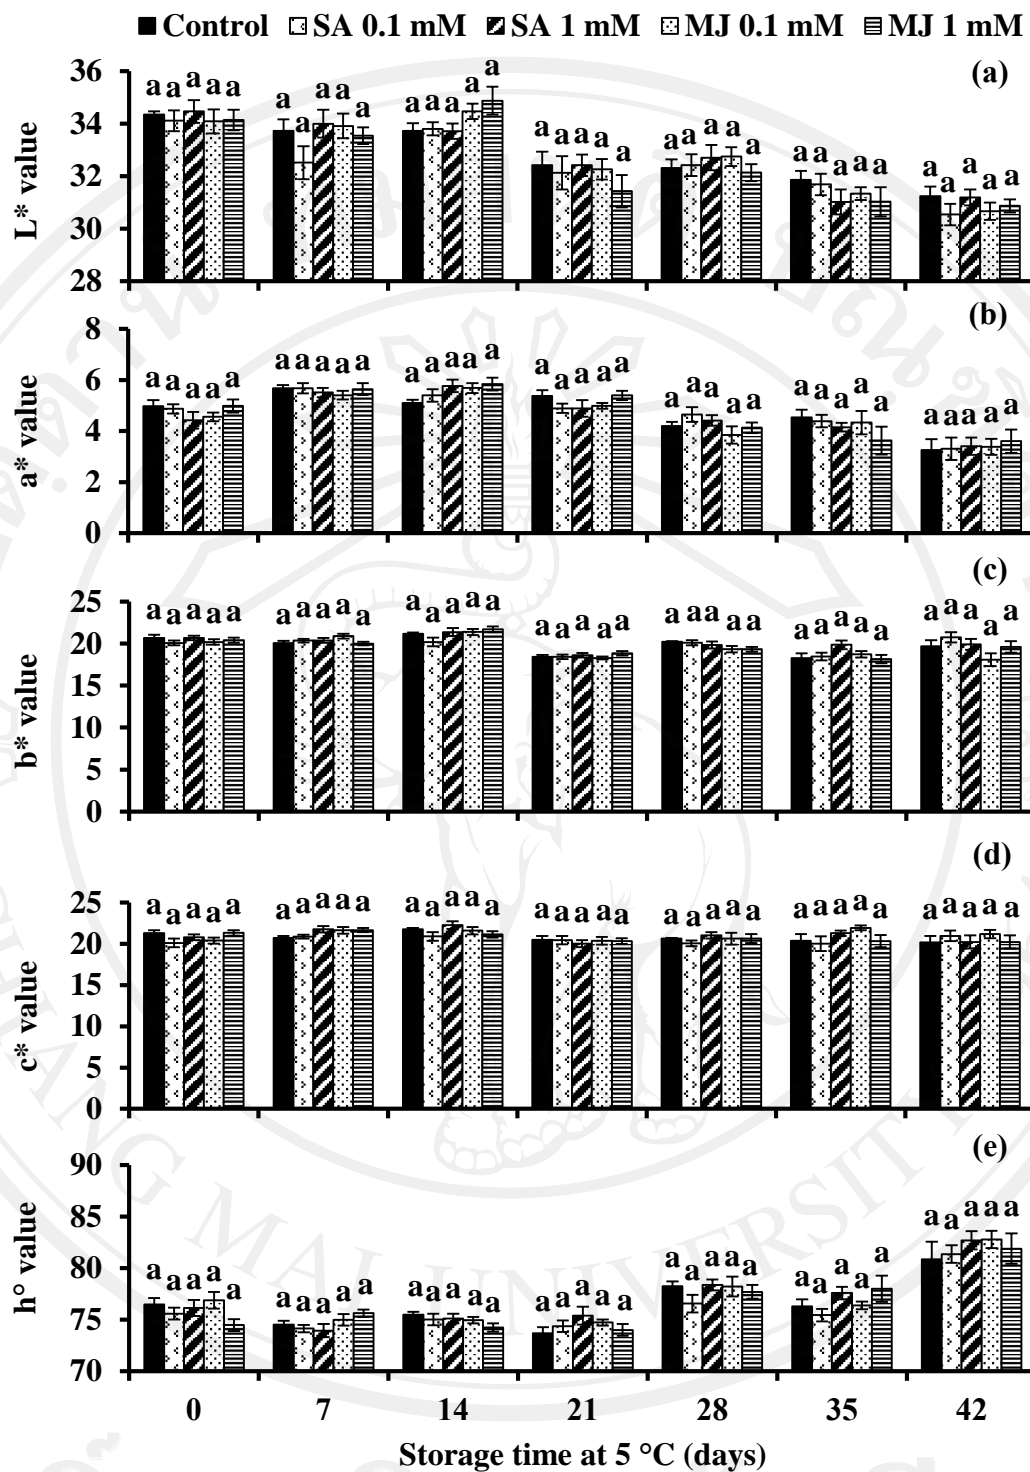 Control SA 0.1 mM SA 1 mM MJ 0.1 mM MJ 1 mM
(a)
L* value
36
34
32
30
28
a a a a a
a a a a a
a a a a a
a a a a a
a a a a a
a a a a a
a a a a a
(b)
a* value
8
6
4
2
0
a a a a a
a a a a a
a a a a a
a a a a a
a a a a a
a a a a a
a a a a a
(c)
b* value
25
20
15
10
5
0
a a a a a
a a a a a
a a a a a
a a a a a
a a a a a
a a a a a
a a a a a
(d)
c* value
25
20
15
10
5
0
a a a a a
a a a a a
a a a a a
a a a a a
a a a a a
a a a a a
a a a a a
(e)
h° value
90
85
80
75
70
a a a a a
a a a a a
a a a a a
a a a a a
a a a a a
a a a a a
a a a a a
0 7 14 21 28 35 42
Storage time at 5 °C (days)
CHIANG MAI UNIVERSITY